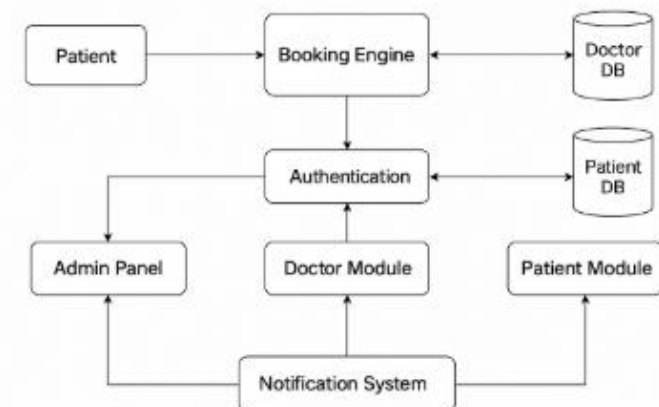 Patient
Booking Engine
Doctor
DB
Authentication
Patient
DB
Admin Panel
Doctor Module
Patient Module
Notification System